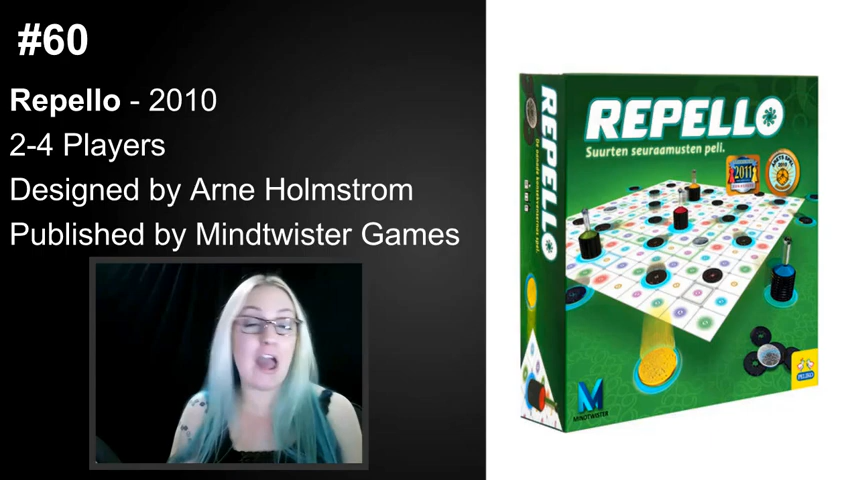 #60
Repello - 2010
2-4 Players
Designed by Arne Holmstrom
Published by Mindtwister Games
REPELLO
Suurten seuraamusten peli.
REPELLO
2011
MINDTWISTER